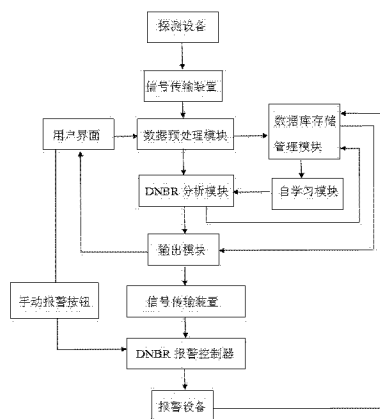 探测设备
信号传输装置
用户界面
数据预处理模块
数据库存储
管理模块
DNBR 分析模块
自学习模块
输出模块
手动报警按钮
信号传输装置
DNBR 报警控制器
报警设备